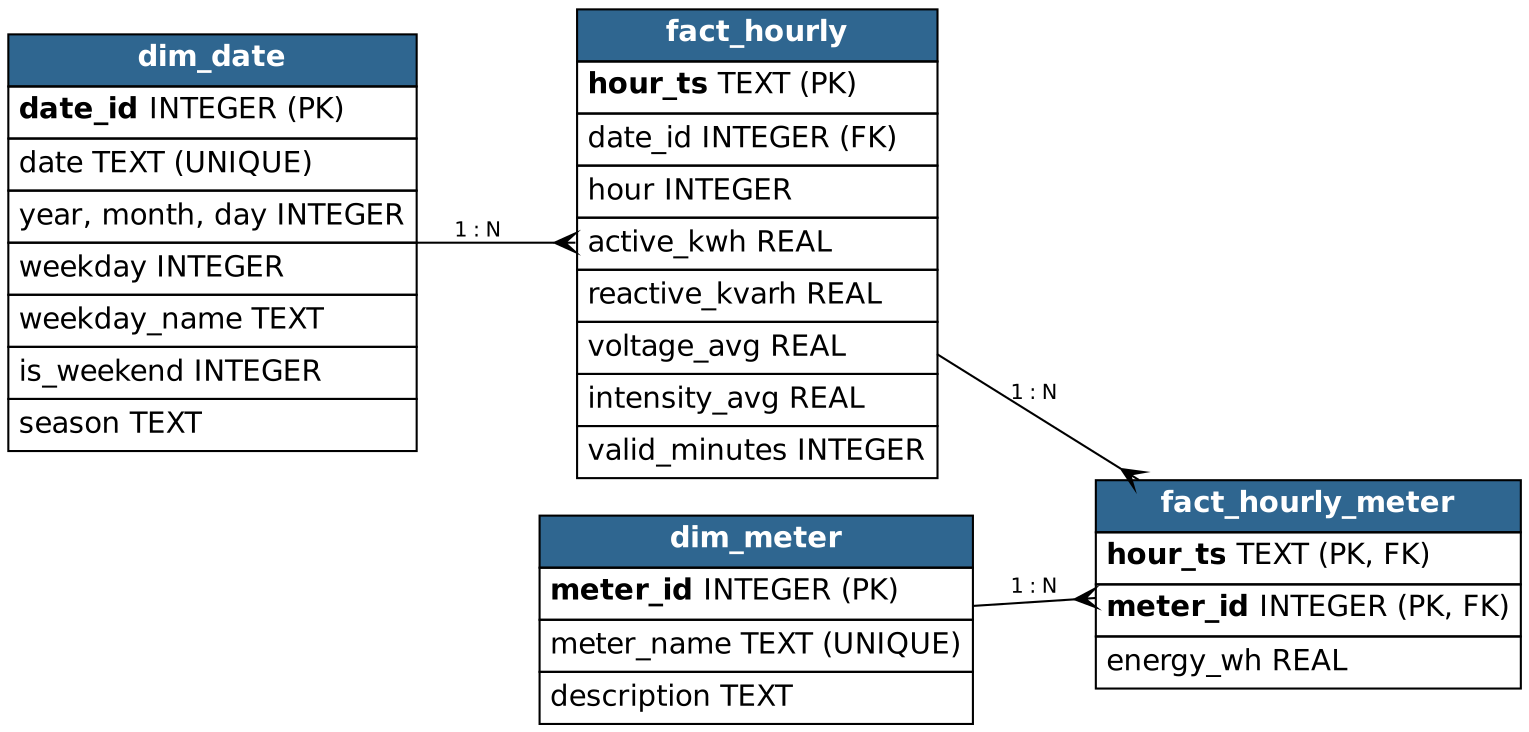 dim_date
date_id INTEGER (PK)
date TEXT (UNIQUE)
year, month, day INTEGER
weekday INTEGER
weekday_name TEXT
is_weekend INTEGER
season TEXT
1 : N
fact_hourly
hour_ts TEXT (PK)
date_id INTEGER (FK)
hour INTEGER
active_kwh REAL
reactive_kvarh REAL
voltage_avg REAL
intensity_avg REAL
valid_minutes INTEGER
1 : N
dim_meter
meter_id INTEGER (PK)
meter_name TEXT (UNIQUE)
description TEXT
1 : N
fact_hourly_meter
hour_ts TEXT (PK, FK)
meter_id INTEGER (PK, FK)
energy_wh REAL